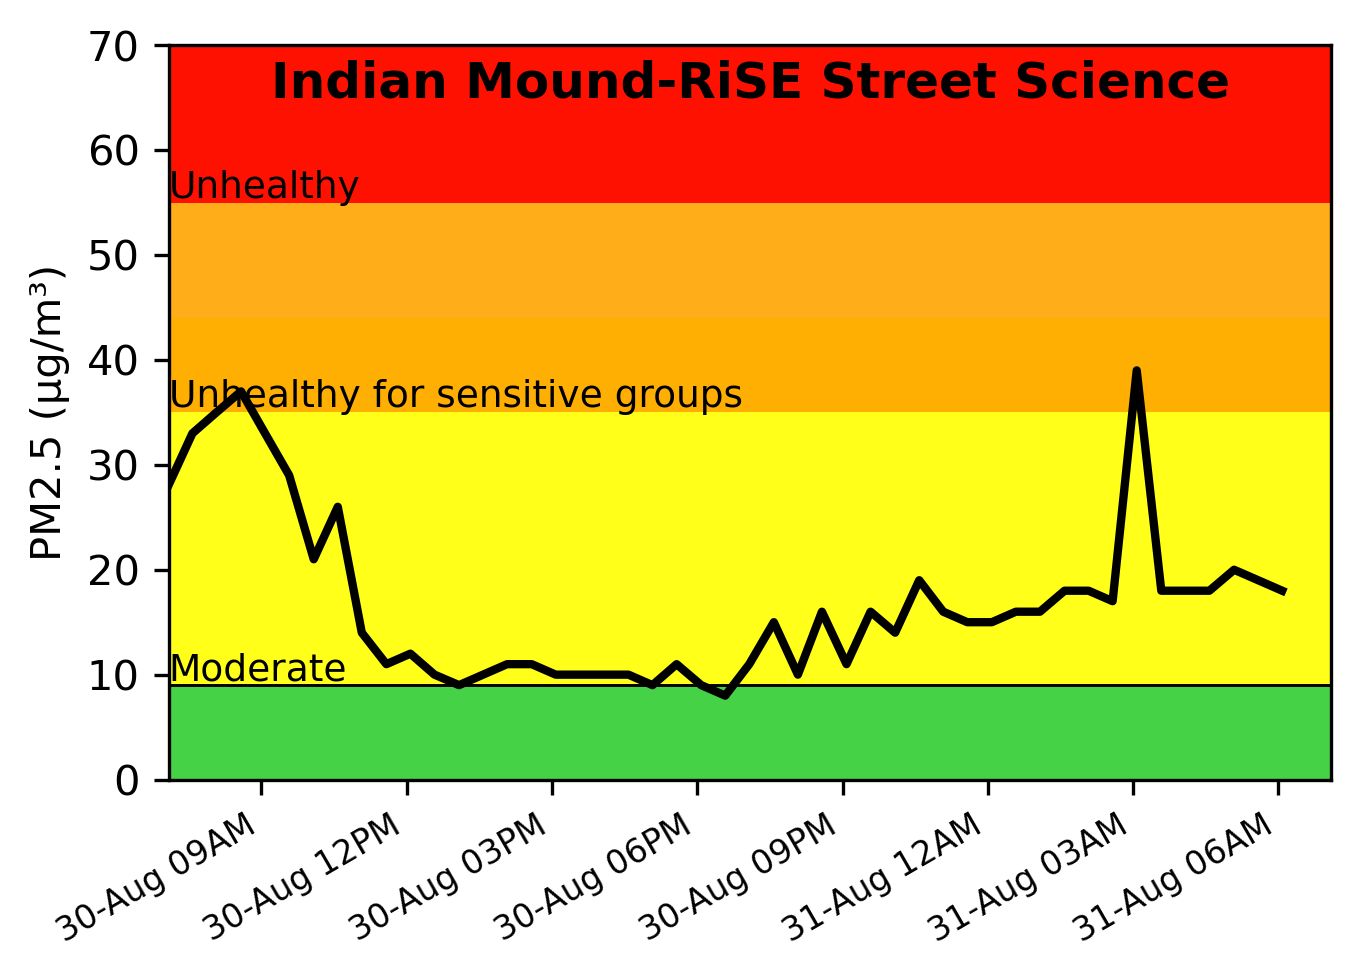 Indian Mound-RiSE Street Science
70
60
50
40
30
20
10
0
PM2.5 (µg/m³)
Unhealthy
Unhealthy for sensitive groups
Moderate
30-Aug 09AM
30-Aug 12PM
30-Aug 03PM
30-Aug 06PM
30-Aug 09PM
31-Aug 12AM
31-Aug 03AM
31-Aug 06AM